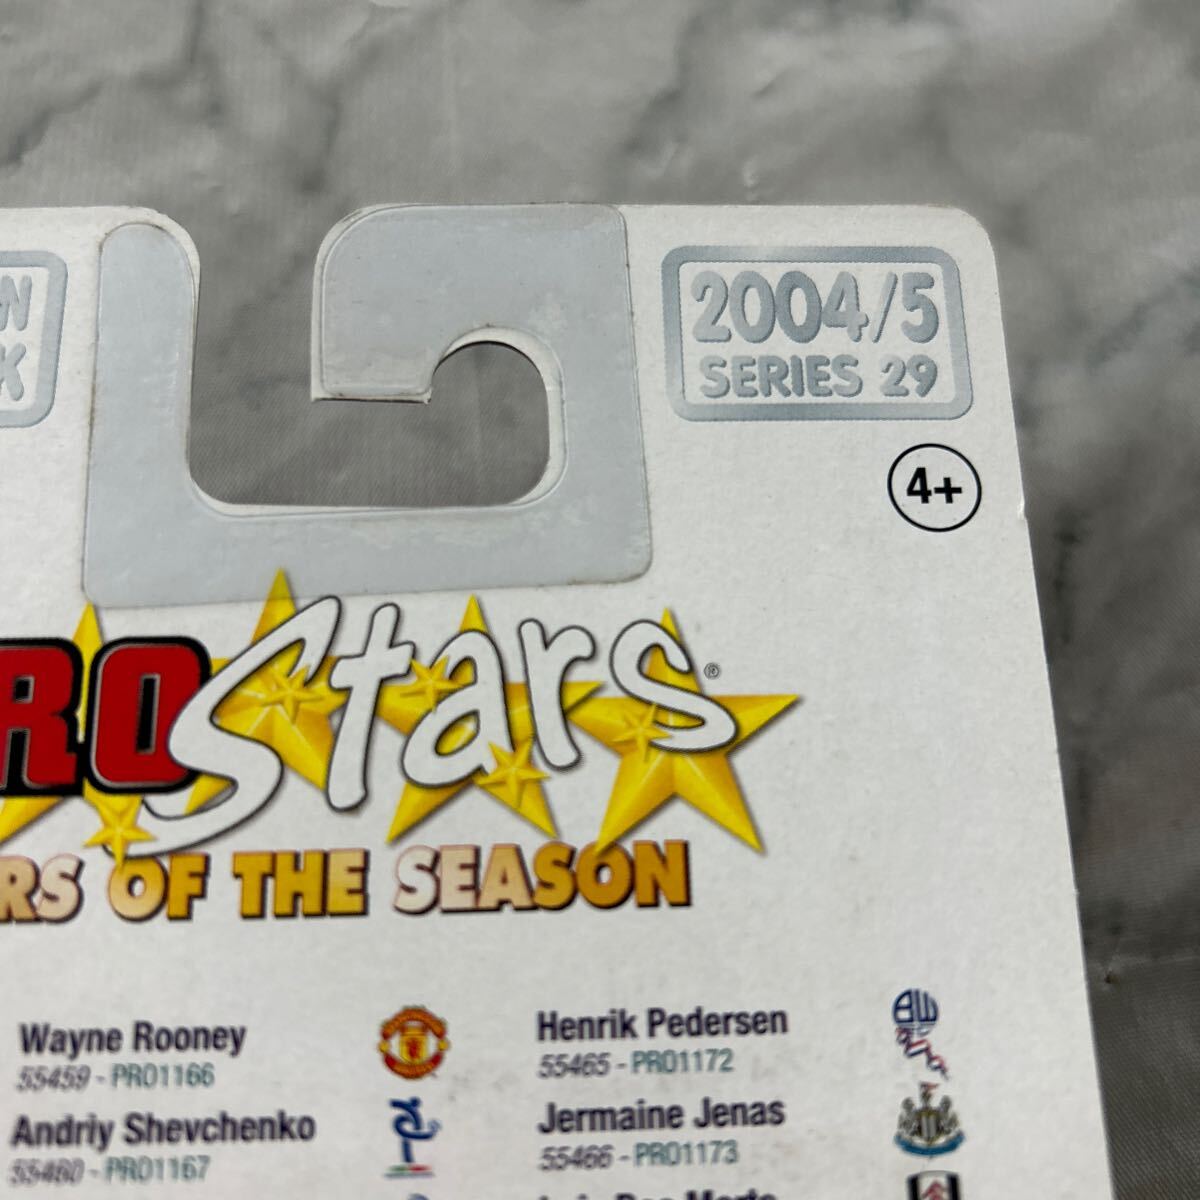 2004/5
SERIES 29
4+
Stars
OF THE SEASON
Wayne Rooney
55459 - PRO1166
Andriy Shevchenko
55460 - PRO1167
Henrik Pedersen
55465 - PRO1172
Jermaine Jenas
55466 - PRO1173